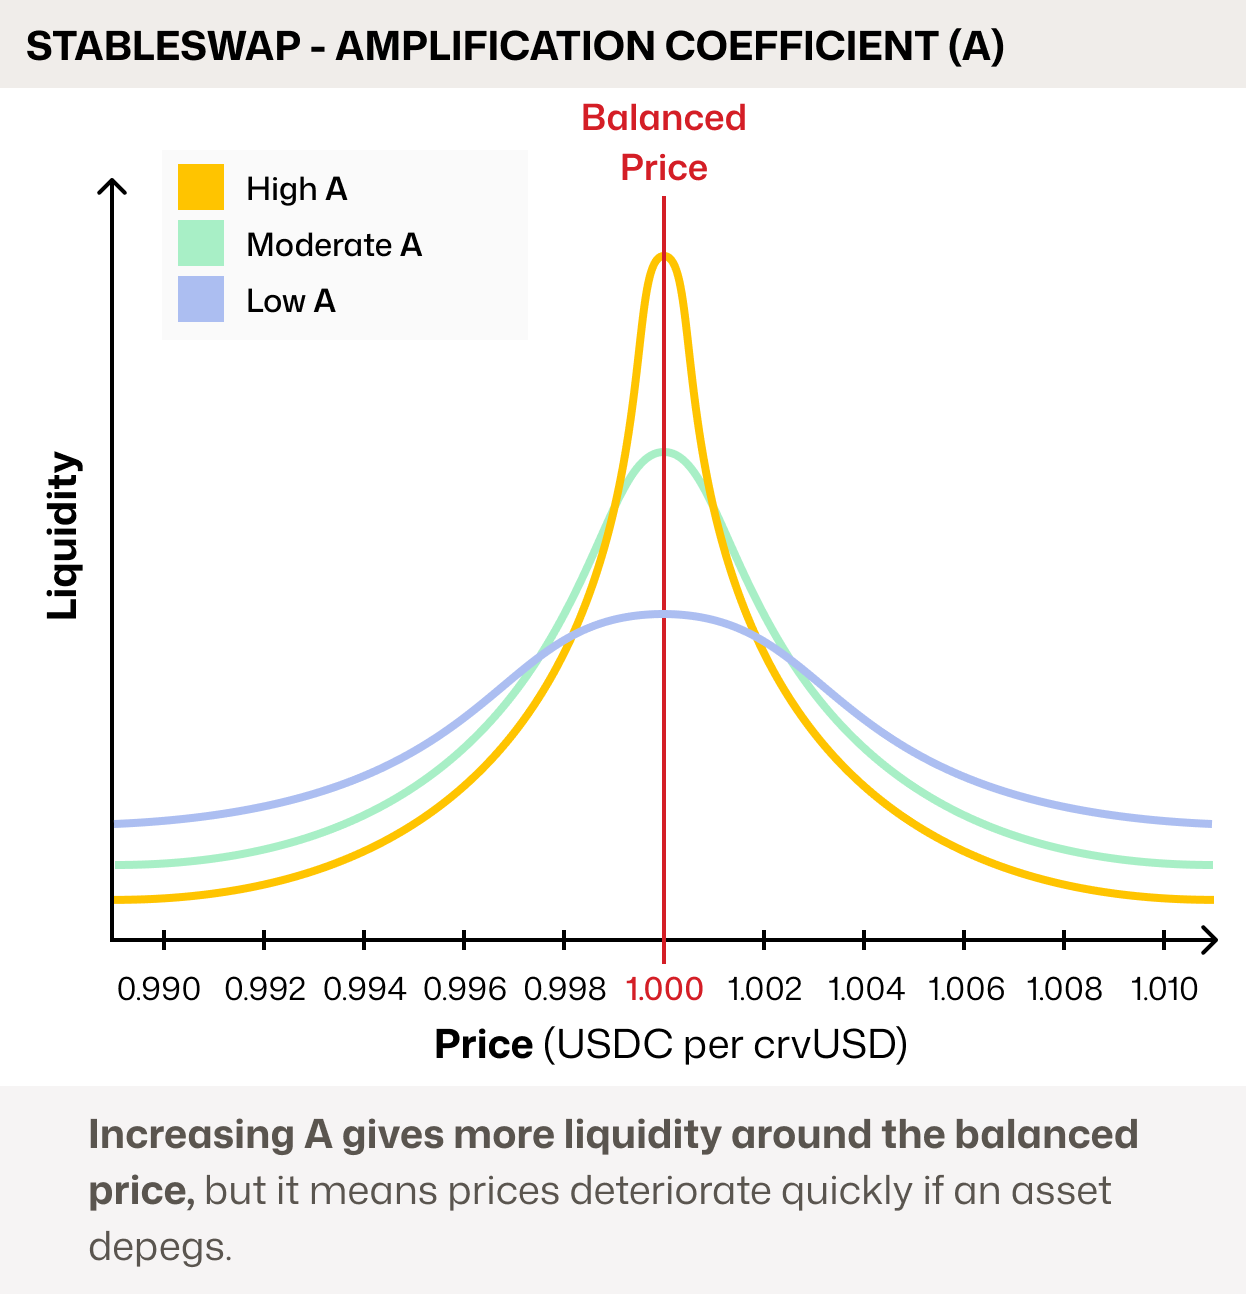 STABLESWAP - AMPLIFICATION COEFFICIENT (A)
Balanced
Price
High A
Moderate A
Low A
Liquidity
0.990 0.992 0.994 0.996 0.998 1.000 1.002 1.004 1.006 1.008 1.010
Price (USDC per crvUSD)
Increasing A gives more liquidity around the balanced
price, but it means prices deteriorate quickly if an asset
depegs.